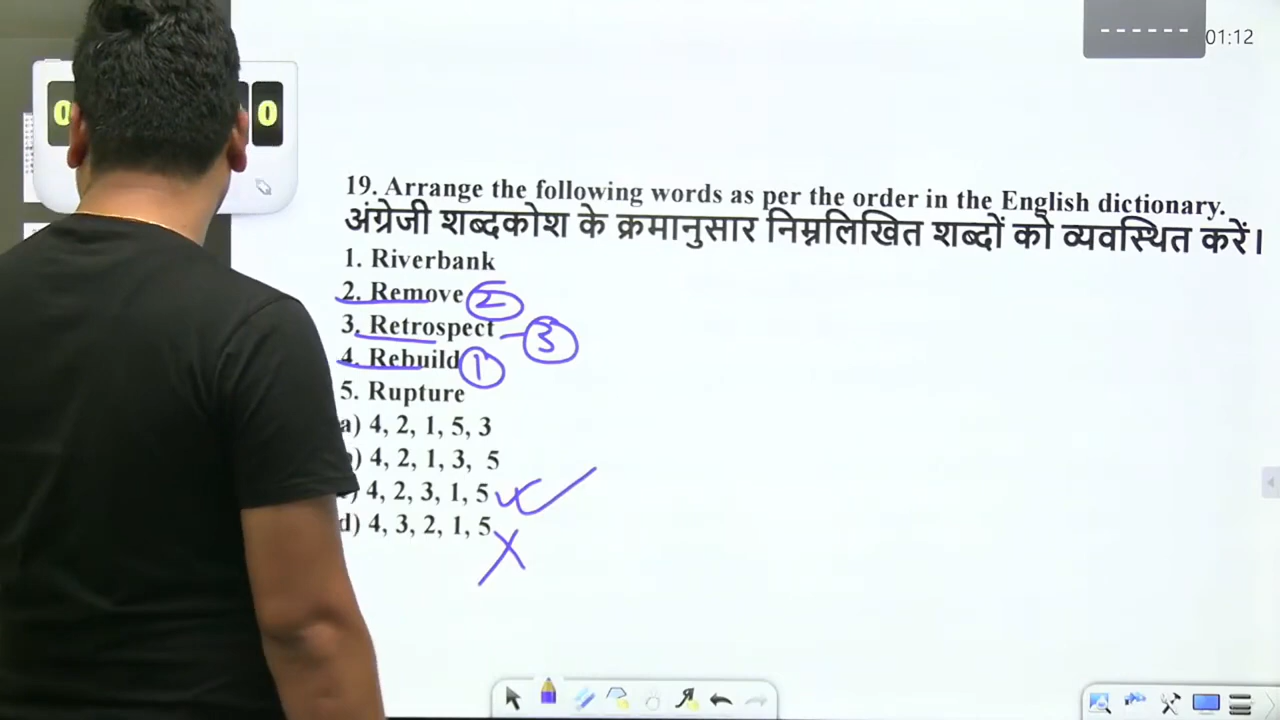 0 0
- - - - - - 01:12
19. Arrange the following words as per the order in the English dictionary.
अंग्रेजी शब्दकोश के क्रमानुसार निम्नलिखित शब्दों को व्यवस्थित करें।
1. Riverbank
2. Remove 2
3. Retrospect 3
4. Rebuild 1
5. Rupture
a) 4, 2, 1, 5, 3
) 4, 2, 1, 3, 5
) 4, 2, 3, 1, 5
d) 4, 3, 2, 1, 5